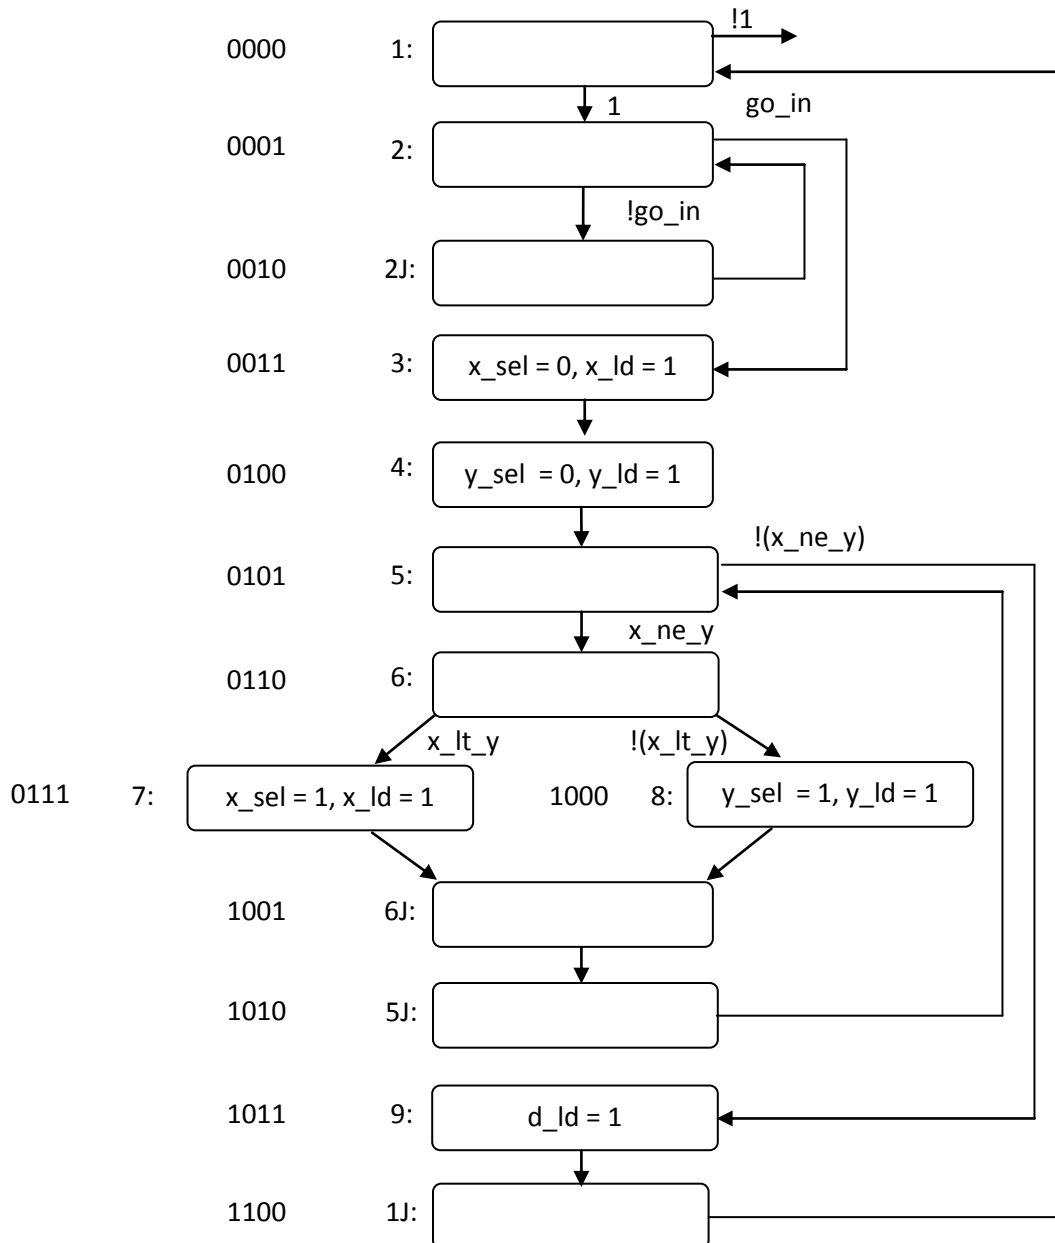 !1
0000 1:
1 go_in
0001 2:
!go_in
0010 2J:
0011 3: x_sel = 0, x_ld = 1
0100 4: y_sel  = 0, y_ld = 1
!(x_ne_y)
0101 5:
x_ne_y
0110 6:
x_lt_y !(x_lt_y)
0111 7: x_sel = 1, x_ld = 1 1000 8: y_sel  = 1, y_ld = 1
1001 6J:
1010 5J:
1011 9: d_ld = 1
1100 1J: